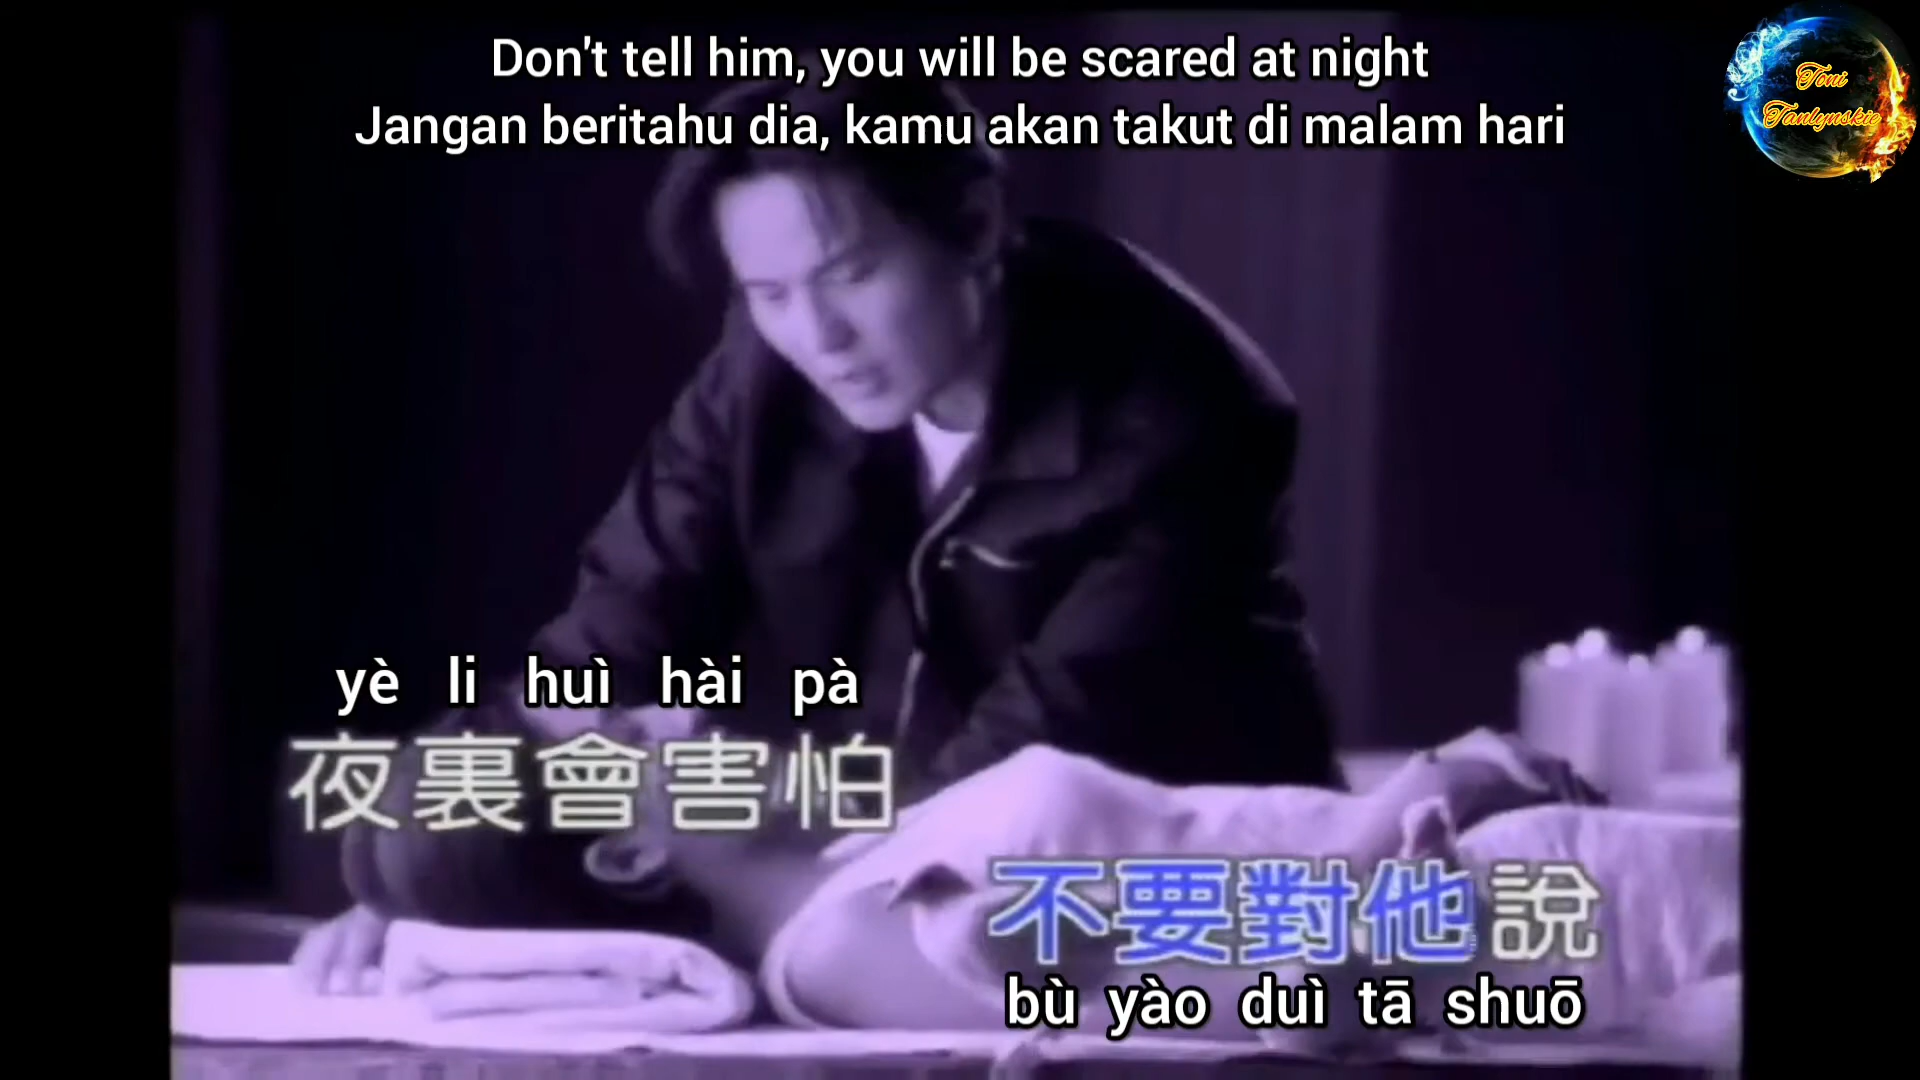 Don't tell him, you will be scared at night
Jangan beritahu dia, kamu akan takut di malam hari
Toni
Tanlynskie
yè li huì hài pà
夜裏會害怕
不要對他說
bù yào duì tā shuō